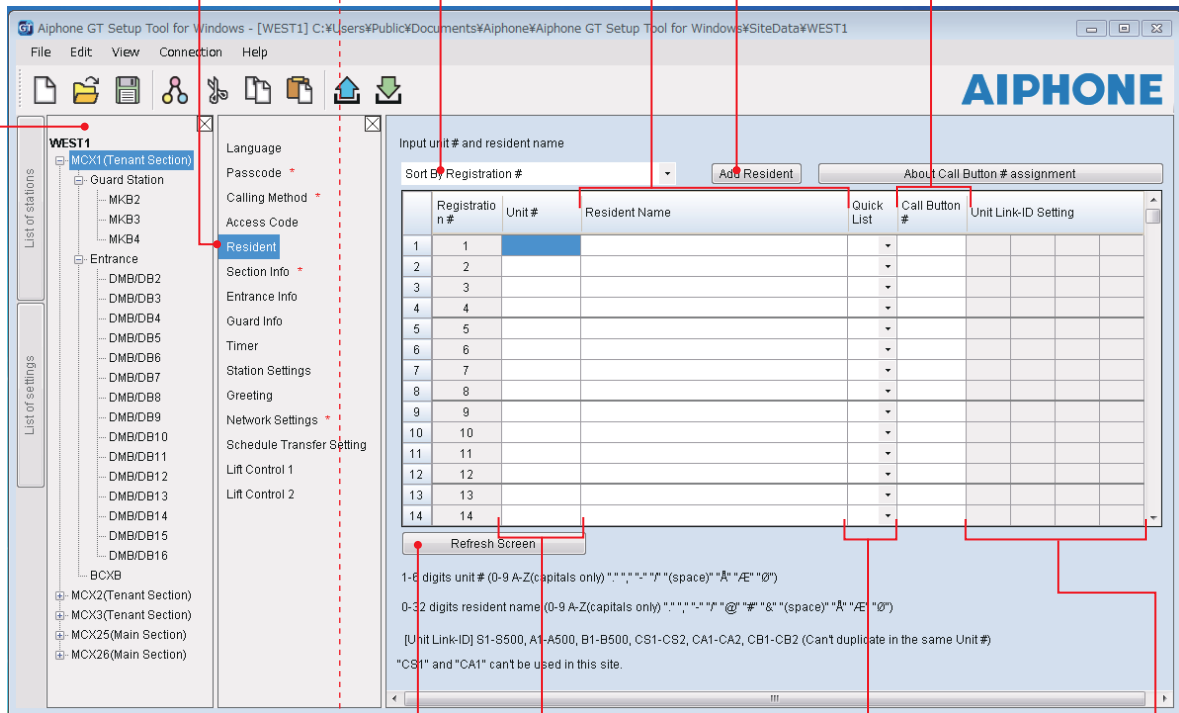 Aiphone GT Setup Tool for Windows - [WEST1] C:¥Users¥Public¥Documents¥Aiphone¥Aiphone GT Setup Tool for Windows¥SiteData¥WEST1
File Edit View Connection Help
AIPHONE
List of stations
List of settings
WEST1
MCX1(Tenant Section)
Guard Station
MKB2
MKB3
MKB4
Entrance
DMB/DB2
DMB/DB3
DMB/DB4
DMB/DB5
DMB/DB6
DMB/DB7
DMB/DB8
DMB/DB9
DMB/DB10
DMB/DB11
DMB/DB12
DMB/DB13
DMB/DB14
DMB/DB15
DMB/DB16
BCXB
MCX2(Tenant Section)
MCX3(Tenant Section)
MCX25(Main Section)
MCX26(Main Section)
Language
Passcode *
Calling Method *
Access Code
Resident
Section Info *
Entrance Info
Guard Info
Timer
Station Settings
Greeting
Network Settings *
Schedule Transfer Setting
Lift Control 1
Lift Control 2
Input unit # and resident name
Sort By Registration # Add Resident About Call Button # assignment
Registratio
n # Unit # Resident Name Quick
List Call Button
# Unit Link-ID Setting
1 1
2 2
3 3
4 4
5 5
6 6
7 7
8 8
9 9
10 10
11 11
12 12
13 13
14 14
Refresh Screen
1-6 digits unit # (0-9 A-Z(capitals only) "." "," "-" "/" "(space)" "Å" "Æ" "Ø")
0-32 digits resident name (0-9 A-Z(capitals only) "." "," "-" "/" "@" "#" "&" "(space)" "Å" "Æ" "Ø")
[Unit Link-ID] S1-S500, A1-A500, B1-B500, CS1-CS2, CA1-CA2, CB1-CB2 (Can't duplicate in the same Unit #)
"CS1" and "CA1" can't be used in this site.